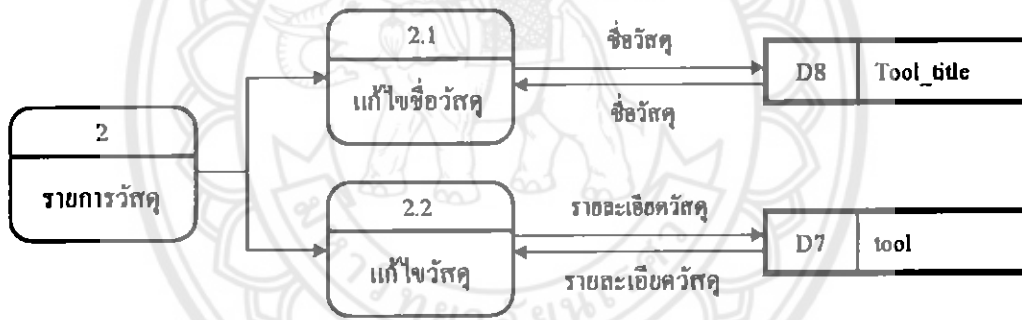 2.1
แก้ไขชื่อวัสดุ
ชื่อวัสดุ
ชื่อวัสดุ
D8 Tool_title
2
รายการวัสดุ
2.2
แก้ไขวัสดุ
รายละเอียดวัสดุ
รายละเอียดวัสดุ
D7 tool